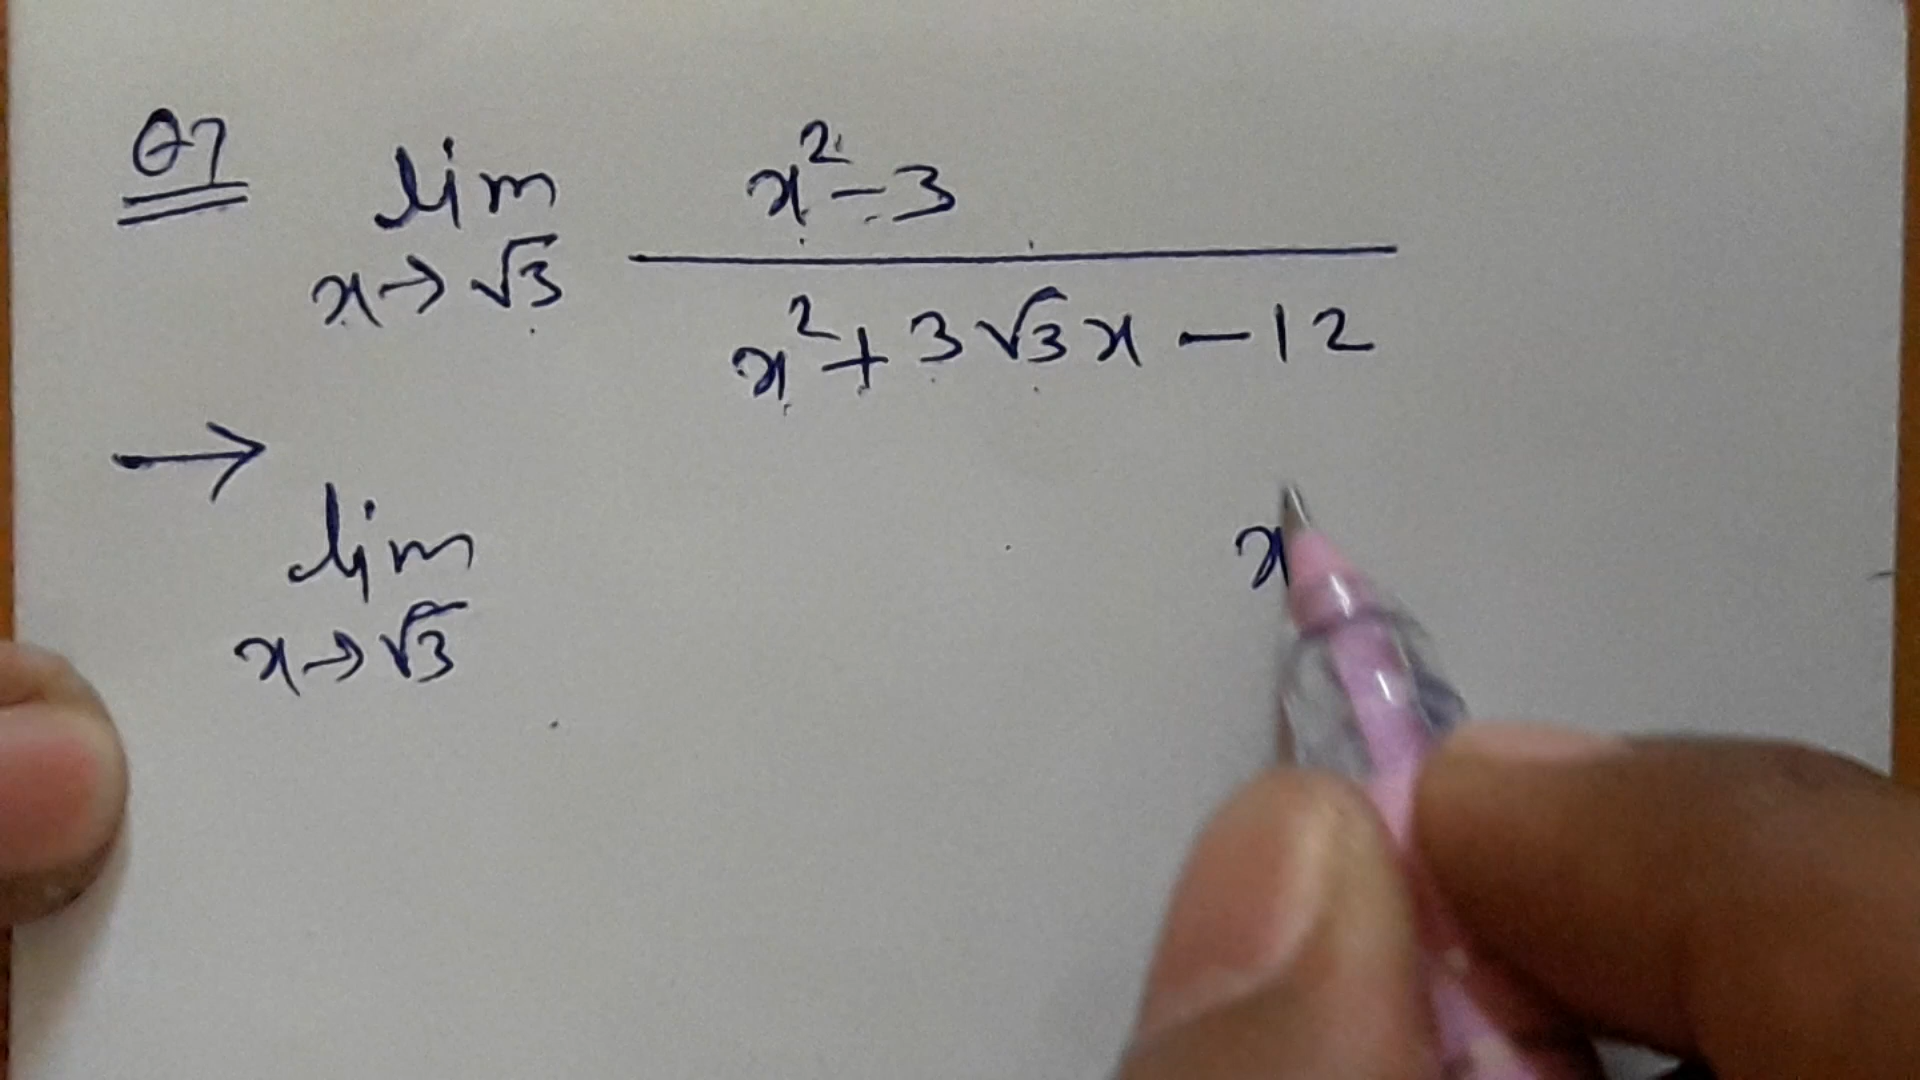 Q7 lim x² - 3
x → √3 x² + 3√3x - 12
→
lim x
x → √3